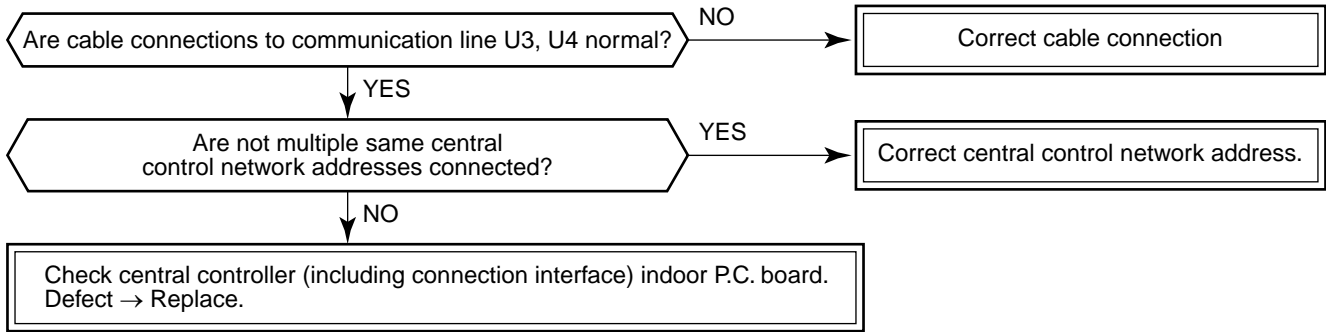 Are cable connections to communication line U3, U4 normal?
NO
Correct cable connection
YES
Are not multiple same central
control network addresses connected?
YES
Correct central control network address.
NO
Check central controller (including connection interface) indoor P.C. board.
Defect → Replace.